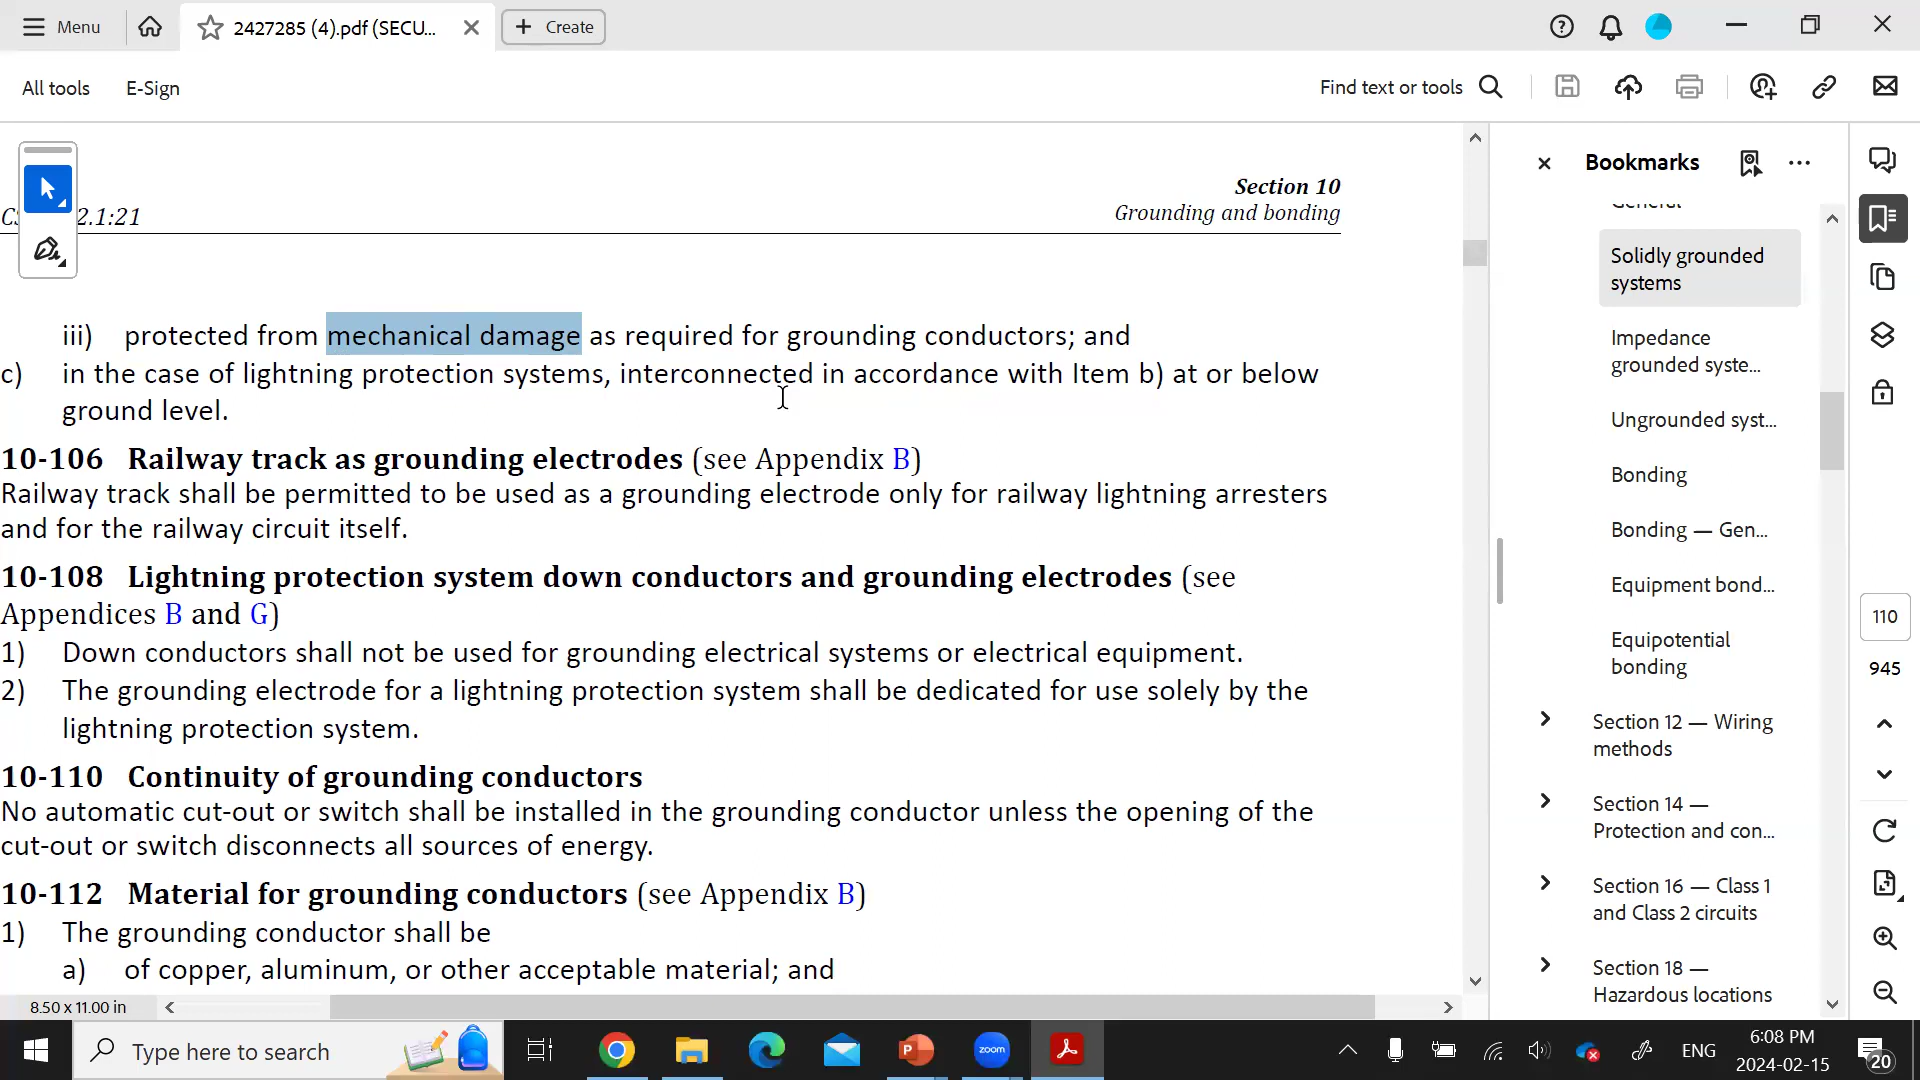 Menu
2427285 (4).pdf (SECU...
Create
All tools
E-Sign
Find text or tools
Section 10
2.1:21
Grounding and bonding
iii) protected from mechanical damage as required for grounding conductors; and
c) in the case of lightning protection systems, interconnected in accordance with Item b) at or below
ground level.
10-106 Railway track as grounding electrodes (see Appendix B)
Railway track shall be permitted to be used as a grounding electrode only for railway lightning arresters
and for the railway circuit itself.
10-108 Lightning protection system down conductors and grounding electrodes (see
Appendices B and G)
1) Down conductors shall not be used for grounding electrical systems or electrical equipment.
2) The grounding electrode for a lightning protection system shall be dedicated for use solely by the
lightning protection system.
10-110 Continuity of grounding conductors
No automatic cut-out or switch shall be installed in the grounding conductor unless the opening of the
cut-out or switch disconnects all sources of energy.
10-112 Material for grounding conductors (see Appendix B)
1) The grounding conductor shall be
a) of copper, aluminum, or other acceptable material; and
8.50 x 11.00 in
Bookmarks
General
Solidly grounded
systems
Impedance
grounded syste...
Ungrounded syst...
Bonding
Bonding — Gen...
Equipment bond...
Equipotential
bonding
Section 12 — Wiring
methods
Section 14 —
Protection and con...
Section 16 — Class 1
and Class 2 circuits
Section 18 —
Hazardous locations
110
945
Type here to search
P
zoom
ENG
6:08 PM
2024-02-15
20